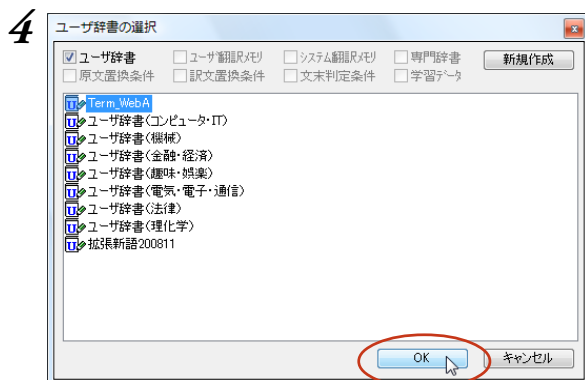 4
ユーザ辞書の選択
ユーザ辞書 ユーザ翻訳メモリ システム翻訳メモリ 専門辞書 新規作成
原文置換条件 訳文置換条件 文末判定条件 学習データ
Term_WebA
ユーザ辞書(コンピュータ・IT)
ユーザ辞書(機械)
ユーザ辞書(金融・経済)
ユーザ辞書(趣味・娯楽)
ユーザ辞書(電気・電子・通信)
ユーザ辞書(法律)
ユーザ辞書(理化学)
拡張新語200811
OK キャンセル